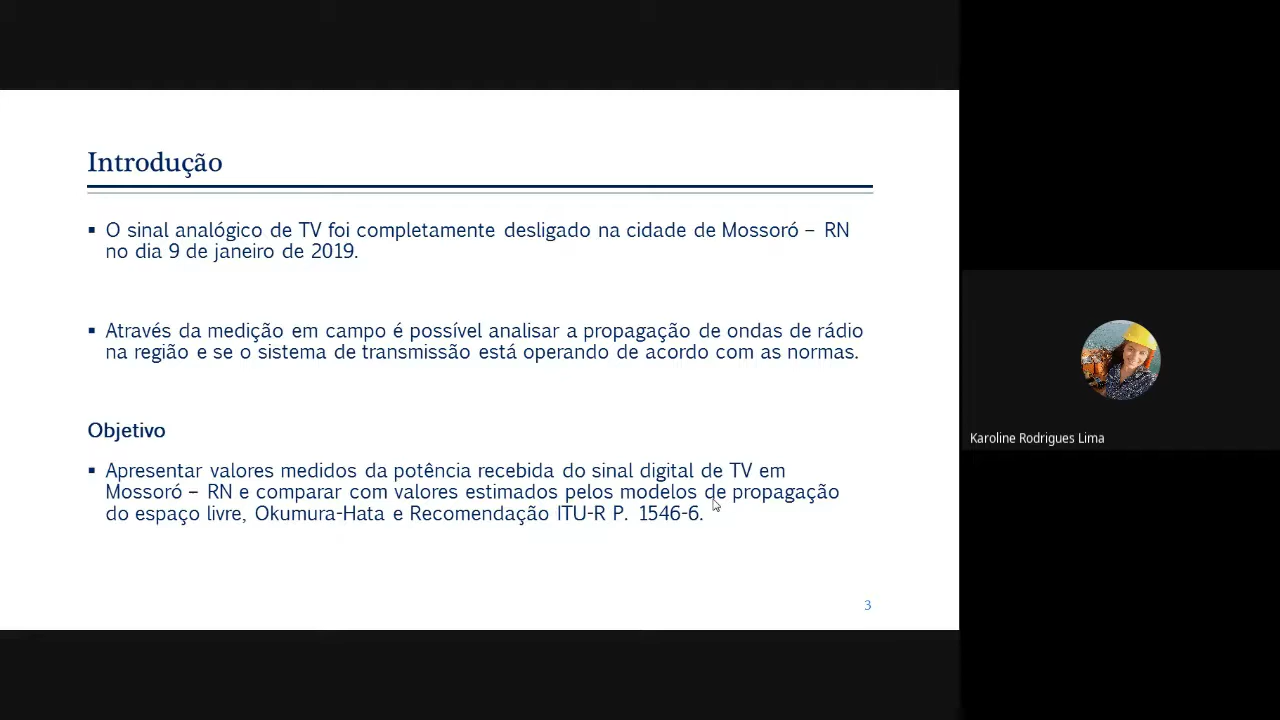 Introdução
▪ O sinal analógico de TV foi completamente desligado na cidade de Mossoró – RN
no dia 9 de janeiro de 2019.
▪ Através da medição em campo é possível analisar a propagação de ondas de rádio
na região e se o sistema de transmissão está operando de acordo com as normas.
Objetivo
▪ Apresentar valores medidos da potência recebida do sinal digital de TV em
Mossoró – RN e comparar com valores estimados pelos modelos de propagação
do espaço livre, Okumura-Hata e Recomendação ITU-R P. 1546-6.
3
Karoline Rodrigues Lima